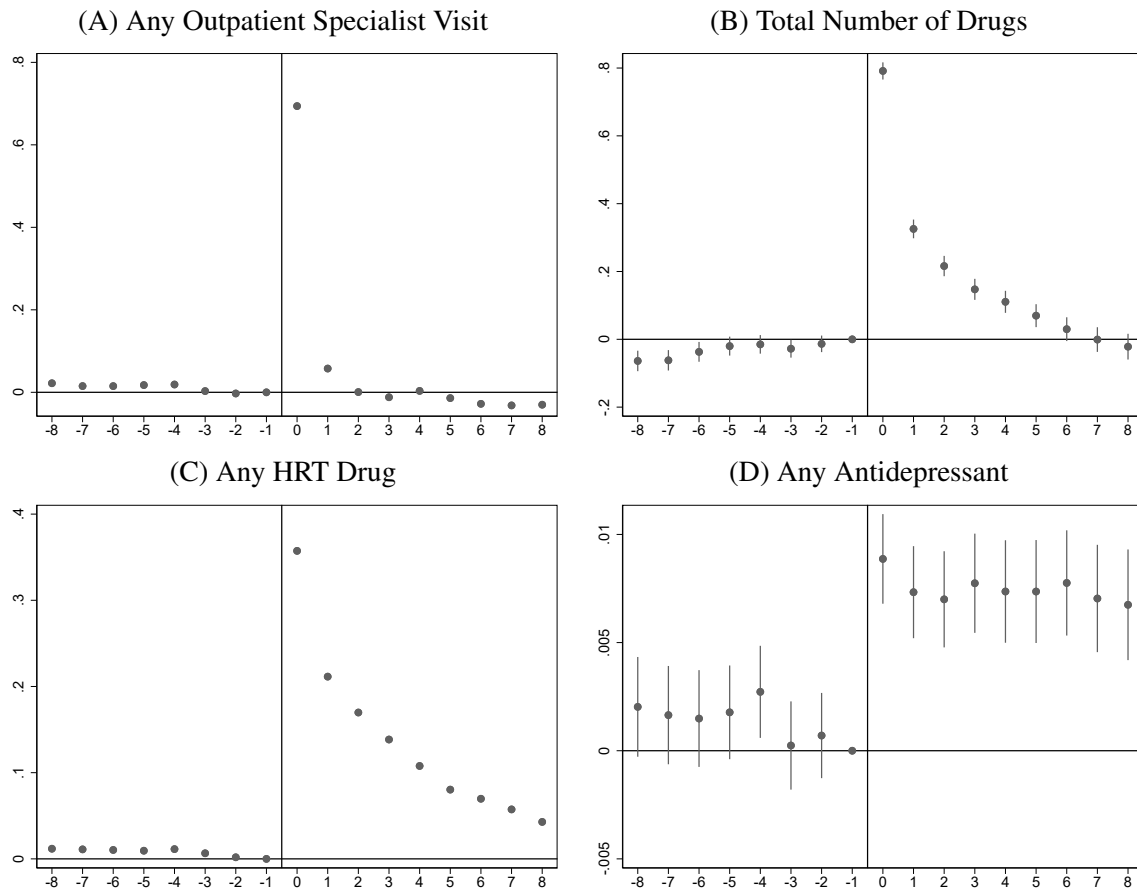 (A) Any Outpatient Specialist Visit
.8
.6
.4
.2
0
-8 -7 -6 -5 -4 -3 -2 -1 0 1 2 3 4 5 6 7 8
(B) Total Number of Drugs
.8
.6
.4
.2
0
-.2
-8 -7 -6 -5 -4 -3 -2 -1 0 1 2 3 4 5 6 7 8
(C) Any HRT Drug
.4
.3
.2
.1
0
-8 -7 -6 -5 -4 -3 -2 -1 0 1 2 3 4 5 6 7 8
(D) Any Antidepressant
.01
.005
0
-.005
-8 -7 -6 -5 -4 -3 -2 -1 0 1 2 3 4 5 6 7 8